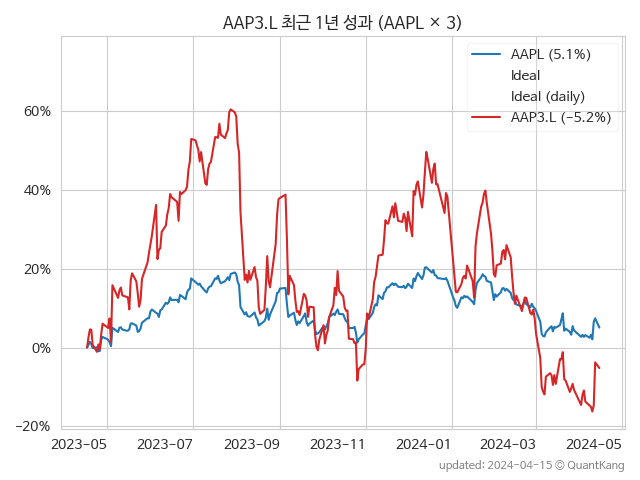 AAP3.L 최근 1년 성과 (AAPL × 3)
AAPL (5.1%)
Ideal
Ideal (daily)
AAP3.L (−5.2%)
60%
40%
20%
0%
−20%
2023-05 2023-07 2023-09 2023-11 2024-01 2024-03 2024-05
updated: 2024-04-15 © QuantKang